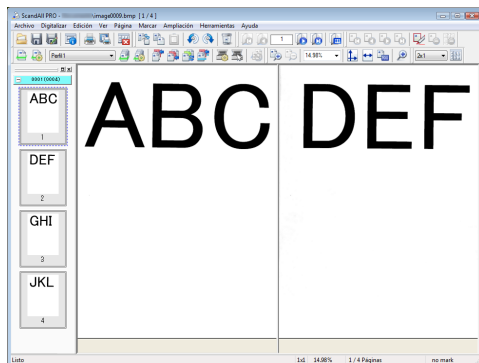 ScandAll PRO - \image0009.bmp [1 / 4]
Archivo Digitalizar Edición Ver Página Marcar Ampliación Herramientas Ayuda
1
Perfil1 14.98% 2x1
0001 (0004)
ABC
1
DEF
2
GHI
3
JKL
4
ABC DEF
Listo 1x1 14,98% 1 / 4 Páginas no mark